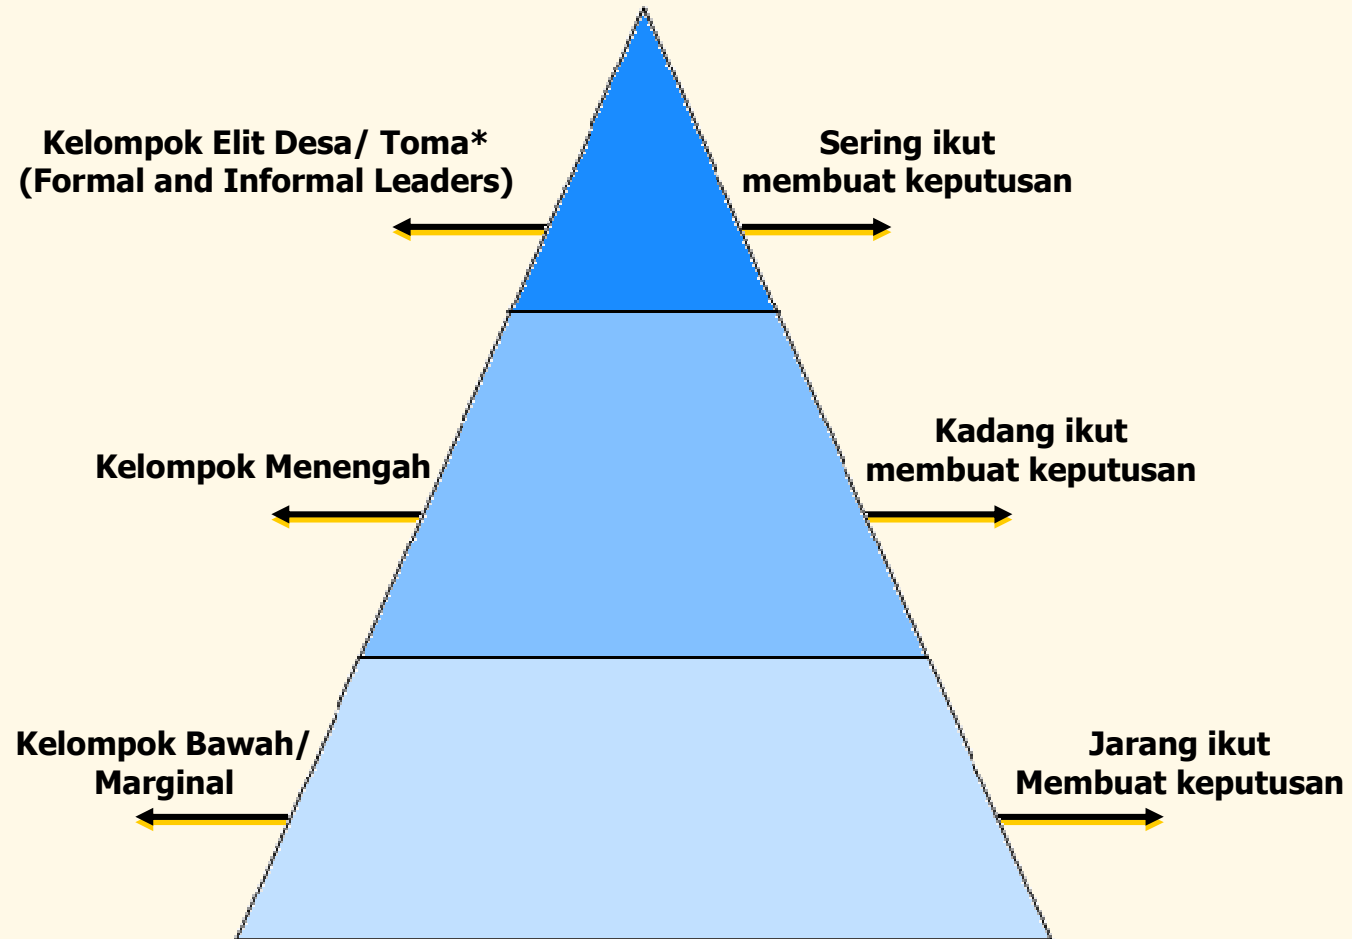 Kelompok Elit Desa/ Toma*
(Formal and Informal Leaders)
Sering ikut
membuat keputusan
Kelompok Menengah
Kadang ikut
membuat keputusan
Kelompok Bawah/
Marginal
Jarang ikut
Membuat keputusan